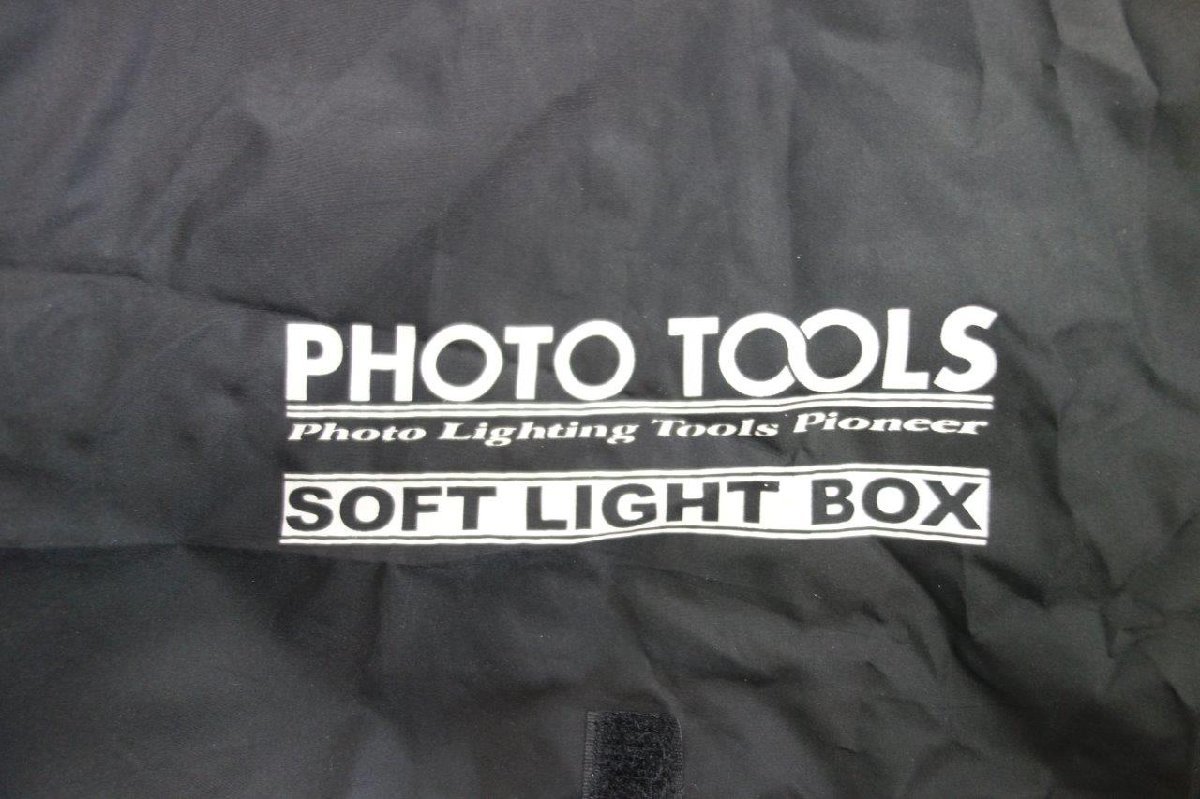 PHOTO TOOLS
Photo Lighting Tools Pioneer
SOFT LIGHT BOX